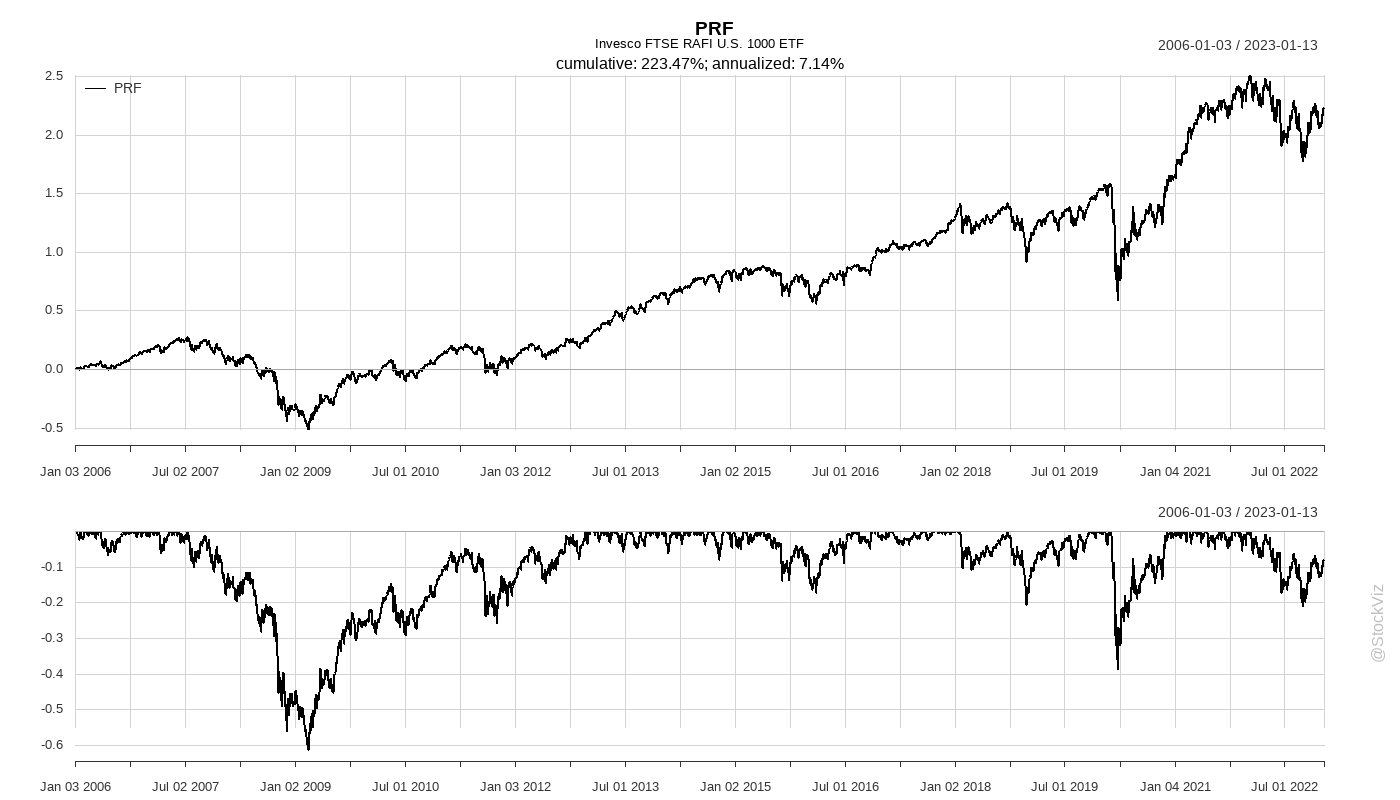 PRF
Invesco FTSE RAFI U.S. 1000 ETF
2006-01-03 / 2023-01-13
cumulative: 223.47%; annualized: 7.14%
PRF
2.5
2.0
1.5
1.0
0.5
0.0
-0.5
Jan 03 2006 Jul 02 2007 Jan 02 2009 Jul 01 2010 Jan 03 2012 Jul 01 2013 Jan 02 2015 Jul 01 2016 Jan 02 2018 Jul 01 2019 Jan 04 2021 Jul 01 2022
2006-01-03 / 2023-01-13
-0.1
-0.2
-0.3
-0.4
-0.5
-0.6
Jan 03 2006 Jul 02 2007 Jan 02 2009 Jul 01 2010 Jan 03 2012 Jul 01 2013 Jan 02 2015 Jul 01 2016 Jan 02 2018 Jul 01 2019 Jan 04 2021 Jul 01 2022
@StockViz